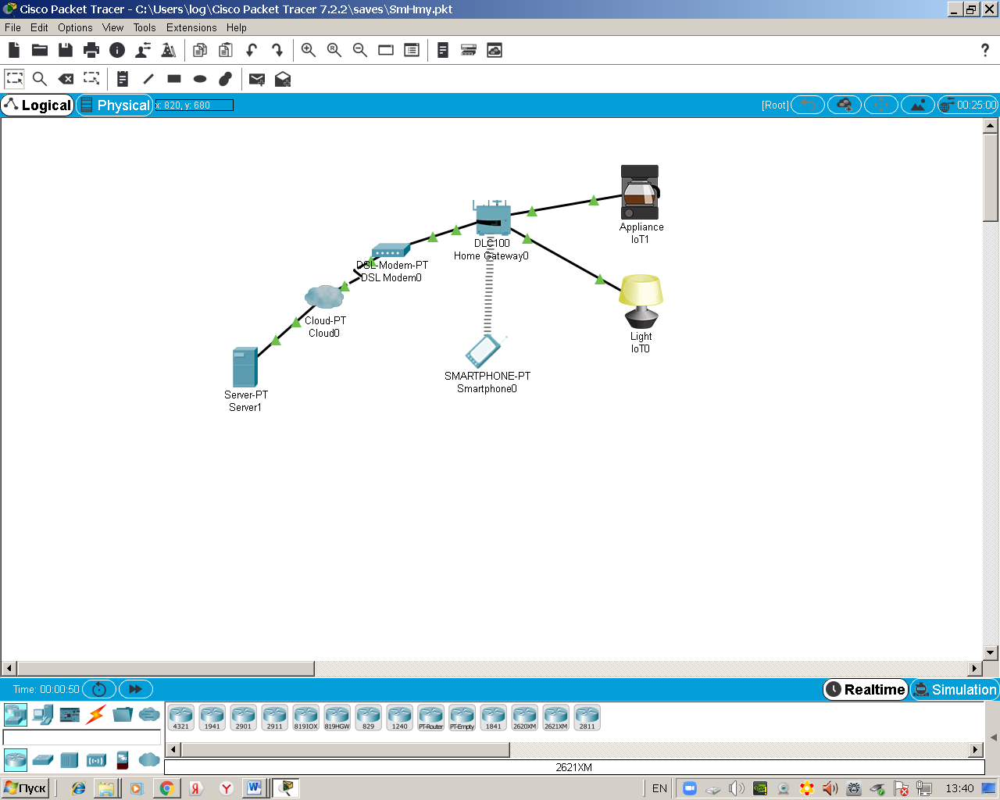 Cisco Packet Tracer - C:\Users\log\Cisco Packet Tracer 7.2.2\saves\SmHmy.pkt
File Edit Options View Tools Extensions Help
Logical Physical x: 820, y: 680 [Root] 00:25:00
Appliance
IoT1
DLC100
Home Gateway0
DSL-Modem-PT
DSL Modem0
Cloud-PT
Cloud0
Light
IoT0
SMARTPHONE-PT
Smartphone0
Server-PT
Server1
Time: 00:00:50 Realtime Simulation
4321 1941 2901 2911 819IOX 819HGW 829 1240 PT-Router PT-Empty 1841 2620XM 2621XM 2811
2621XM
Пуск EN 13:40